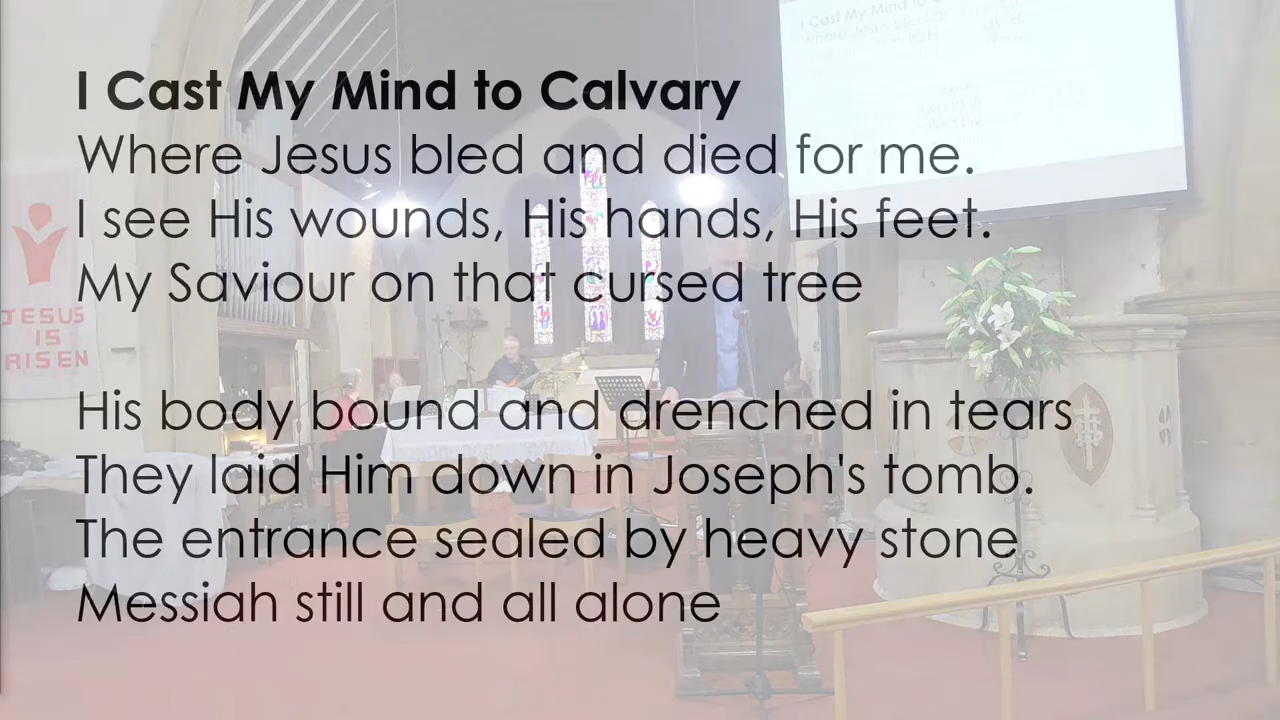 I Cast My Mind to Calvary
Where Jesus bled and died for me.
I see His wounds, His hands, His feet.
My Saviour on that cursed tree
His body bound and drenched in tears
They laid Him down in Joseph's tomb.
The entrance sealed by heavy stone
Messiah still and all alone
JESUS
IS
RISEN
I Cast My Mind to
Where Jesus bled